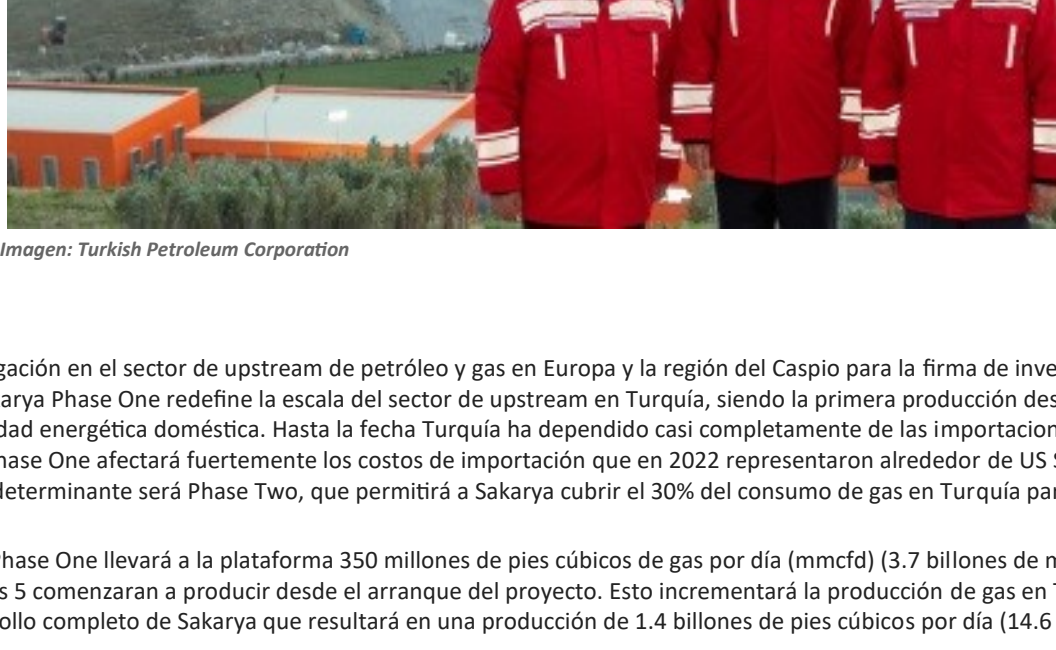 Imagen: Turkish Petroleum Corporation
gación en el sector de upstream de petróleo y gas en Europa y la región del Caspio para la firma de inve
arya Phase One redefine la escala del sector de upstream en Turquía, siendo la primera producción des
dad energética doméstica. Hasta la fecha Turquía ha dependido casi completamente de las importacion
hase One afectará fuertemente los costos de importación que en 2022 representaron alrededor de US $
determinante será Phase Two, que permitirá a Sakarya cubrir el 30% del consumo de gas en Turquía par
Phase One llevará a la plataforma 350 millones de pies cúbicos de gas por día (mmcfd) (3.7 billones de m
s 5 comenzaran a producir desde el arranque del proyecto. Esto incrementará la producción de gas en T
ollo completo de Sakarya que resultará en una producción de 1.4 billones de pies cúbicos por día (14.6